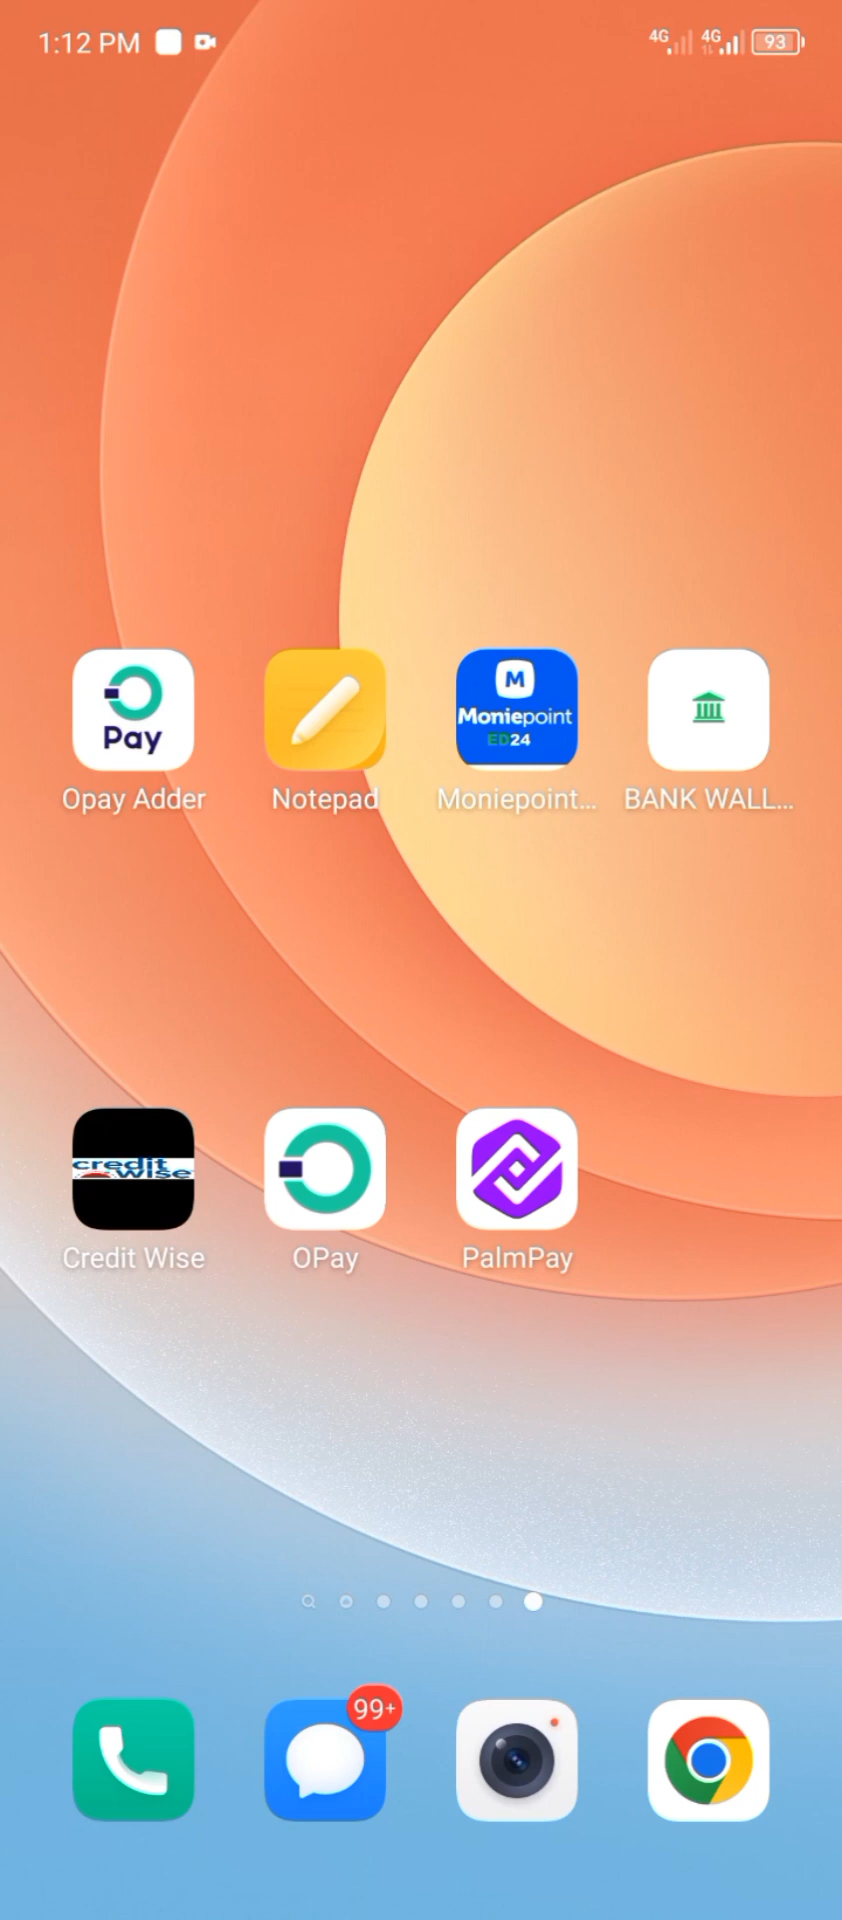 1:12 PM
4G 4G 93
Pay
M
Moniepoint
ED24
Opay Adder Notepad Moniepoint... BANK WALL...
credit
wise
Credit Wise OPay PalmPay
99+